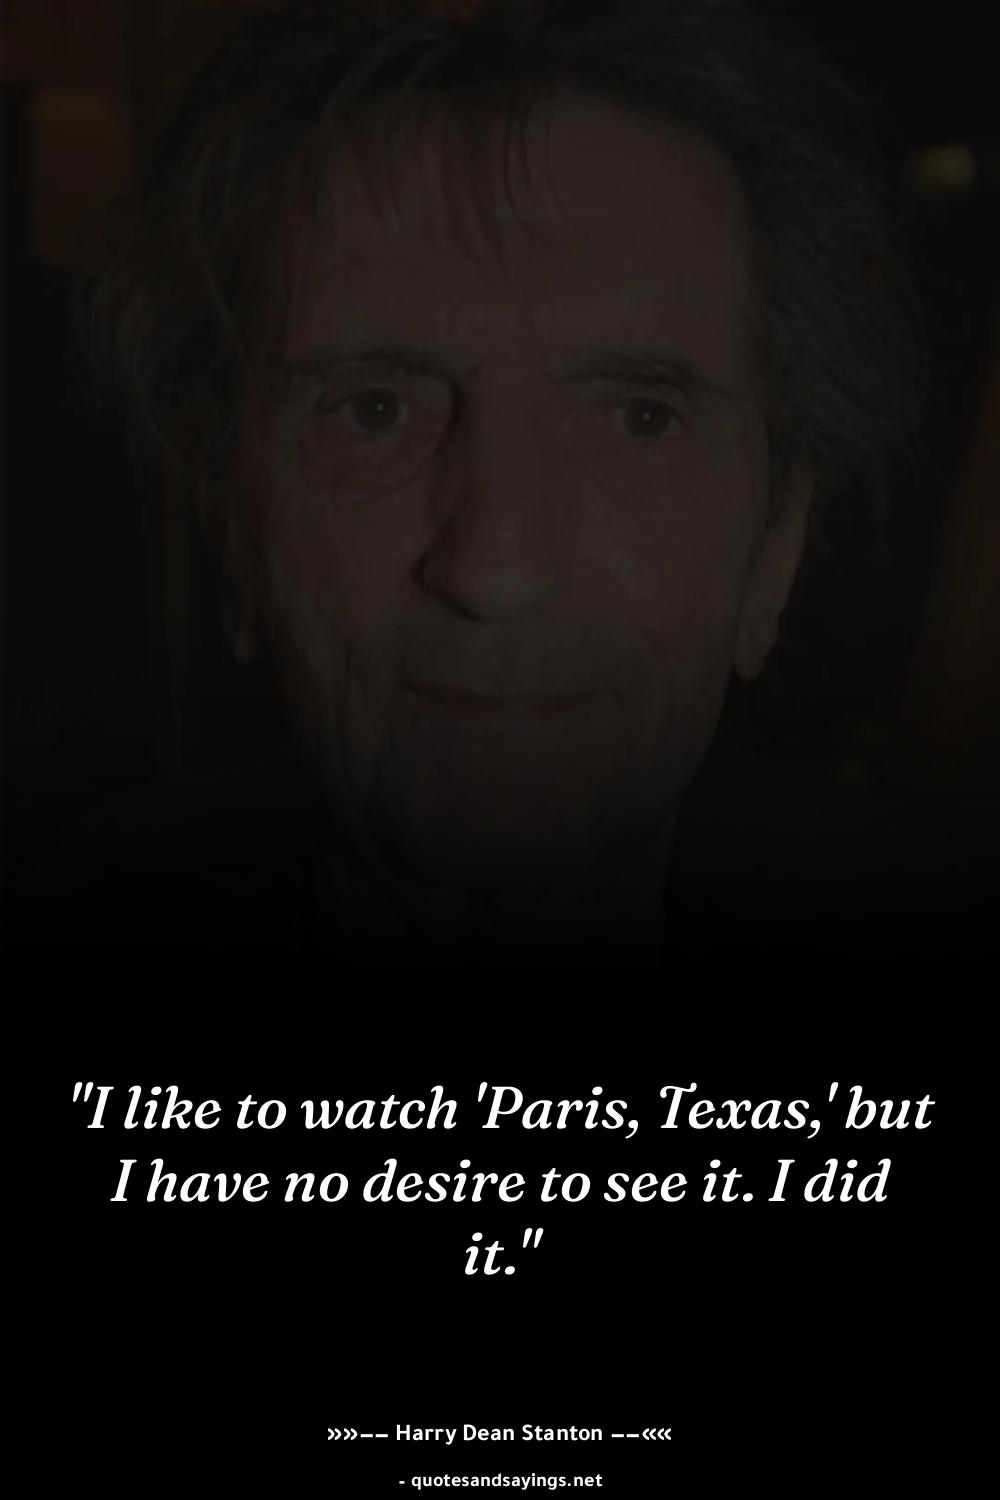 "I like to watch 'Paris, Texas,' but
I have no desire to see it. I did
it."
»»–– Harry Dean Stanton ––««
- quotesandsayings.net